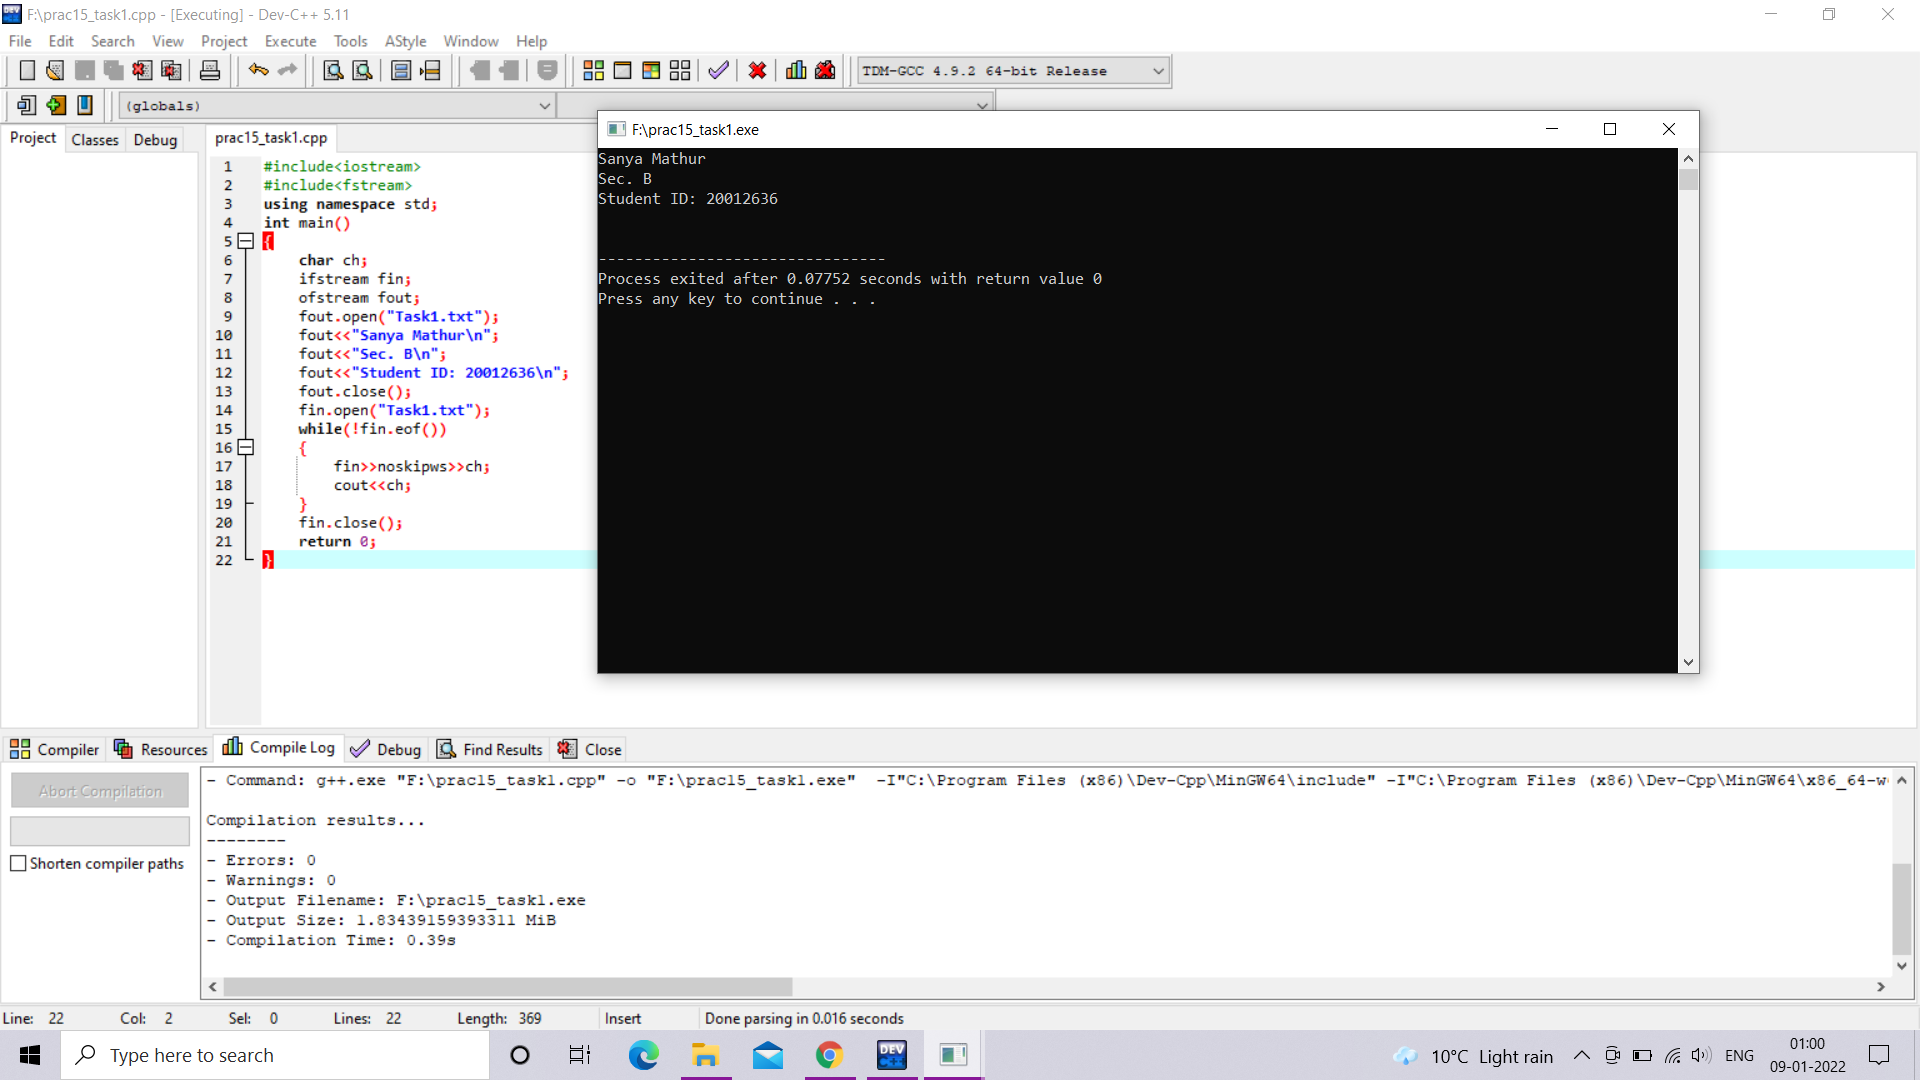 F:\prac15_task1.cpp - [Executing] - Dev-C++ 5.11
File Edit Search View Project Execute Tools AStyle Window Help
TDM-GCC 4.9.2 64-bit Release
(globals)
Project Classes Debug
prac15_task1.cpp
1 #include<iostream>
2 #include<fstream>
3 using namespace std;
4 int main()
5 {
6 char ch;
7 ifstream fin;
8 ofstream fout;
9 fout.open("Task1.txt");
10 fout<<"Sanya Mathur\n";
11 fout<<"Sec. B\n";
12 fout<<"Student ID: 20012636\n";
13 fout.close();
14 fin.open("Task1.txt");
15 while(!fin.eof())
16 {
17 fin>>noskipws>>ch;
18 cout<<ch;
19 }
20 fin.close();
21 return 0;
22 }
F:\prac15_task1.exe
Sanya Mathur
Sec. B
Student ID: 20012636
--------------------------------
Process exited after 0.07752 seconds with return value 0
Press any key to continue . . .
Compiler Resources Compile Log Debug Find Results Close
Abort Compilation
Shorten compiler paths
- Command: g++.exe "F:\prac15_task1.cpp" -o "F:\prac15_task1.exe" -I"C:\Program Files (x86)\Dev-Cpp\MinGW64\include" -I"C:\Program Files (x86)\Dev-Cpp\MinGW64\x86_64-w
Compilation results...
--------
- Errors: 0
- Warnings: 0
- Output Filename: F:\prac15_task1.exe
- Output Size: 1.83439159393311 MiB
- Compilation Time: 0.39s
Line: 22 Col: 2 Sel: 0 Lines: 22 Length: 369 Insert Done parsing in 0.016 seconds
Type here to search
DEV C++
10°C Light rain
ENG
01:00
09-01-2022